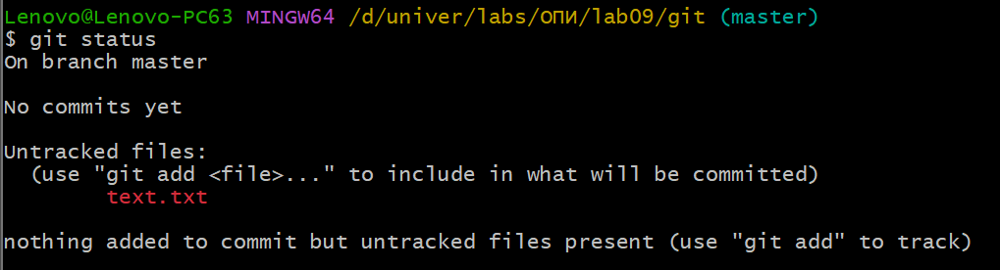 Lenovo@Lenovo-PC63 MINGW64 /d/univer/labs/ОПИ/lab09/git (master)
$ git status
On branch master
No commits yet
Untracked files:
(use "git add <file>..." to include in what will be committed)
text.txt
nothing added to commit but untracked files present (use "git add" to track)